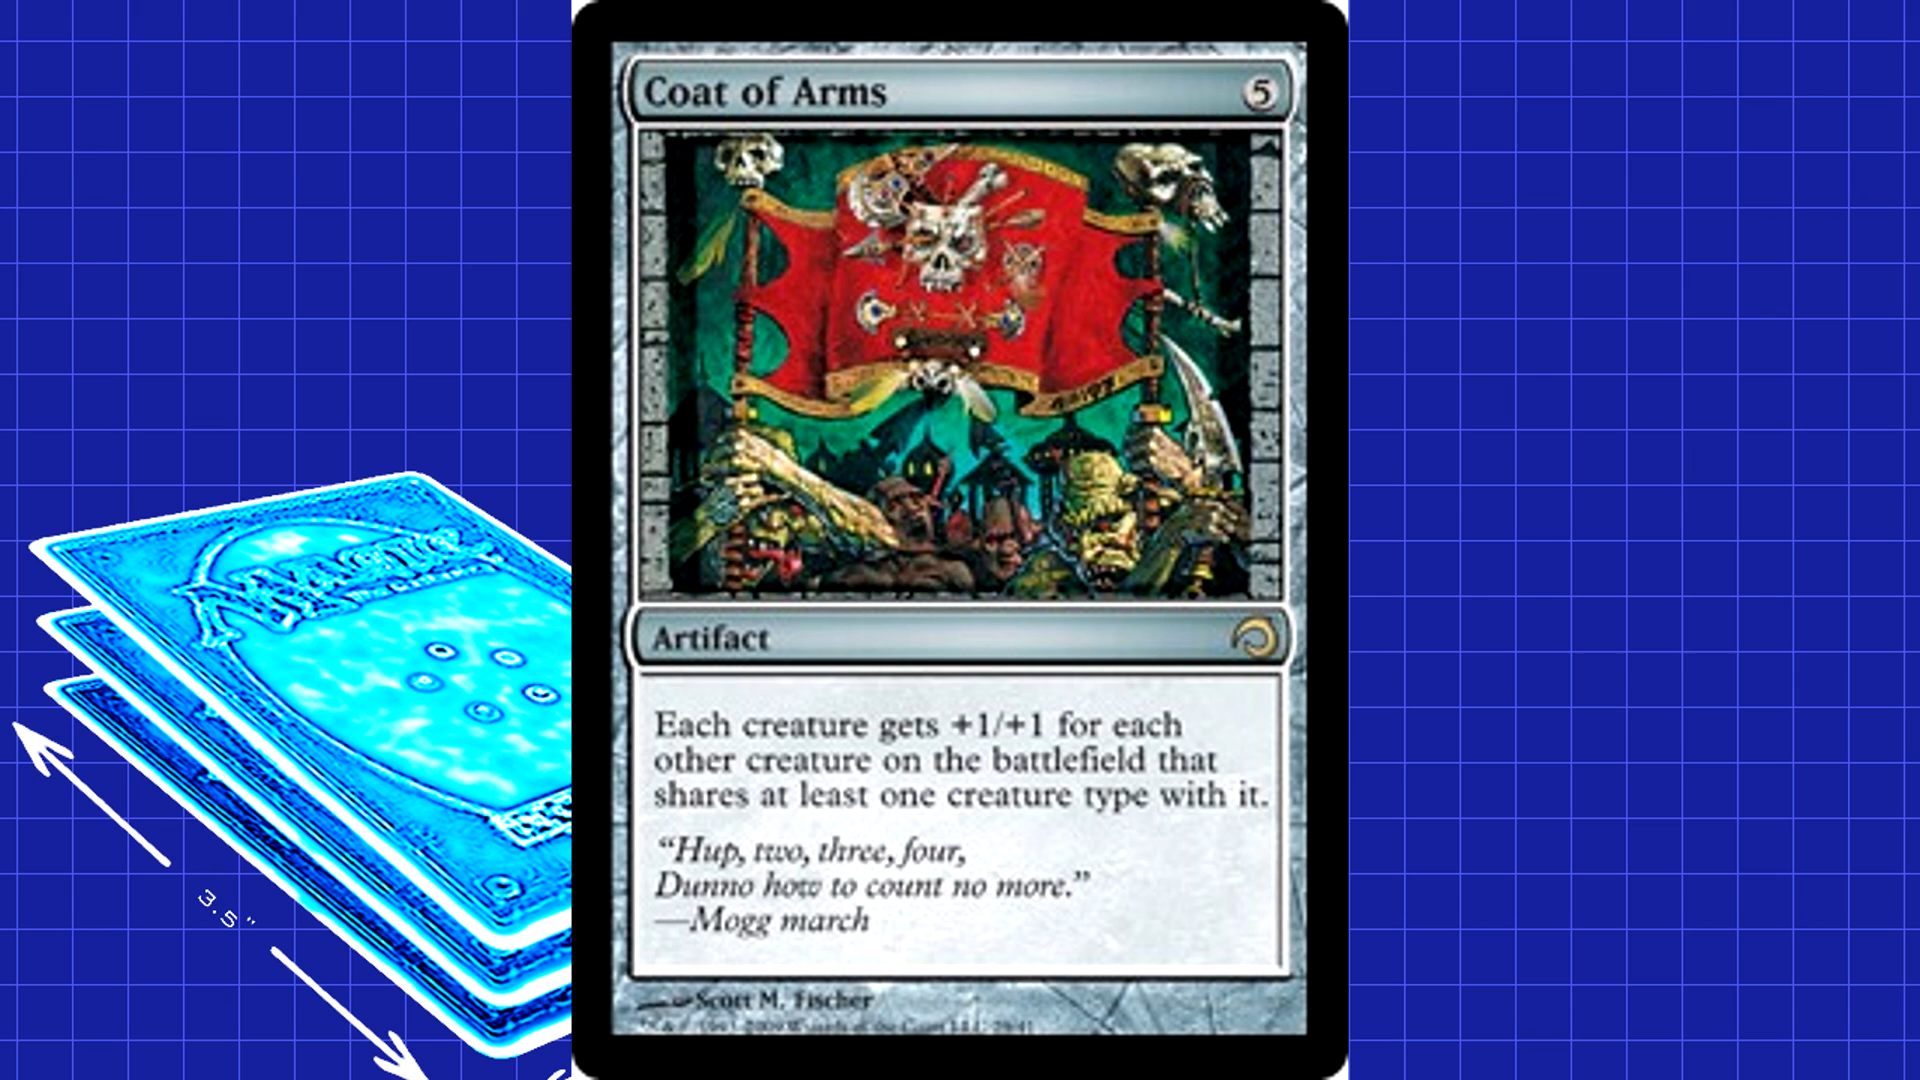 Coat of Arms 5
Artifact
Each creature gets +1/+1 for each
other creature on the battlefield that
shares at least one creature type with it.
“Hup, two, three, four,
Dunno how to count no more.”
—Mogg march
Scott M. Fischer
3.5"